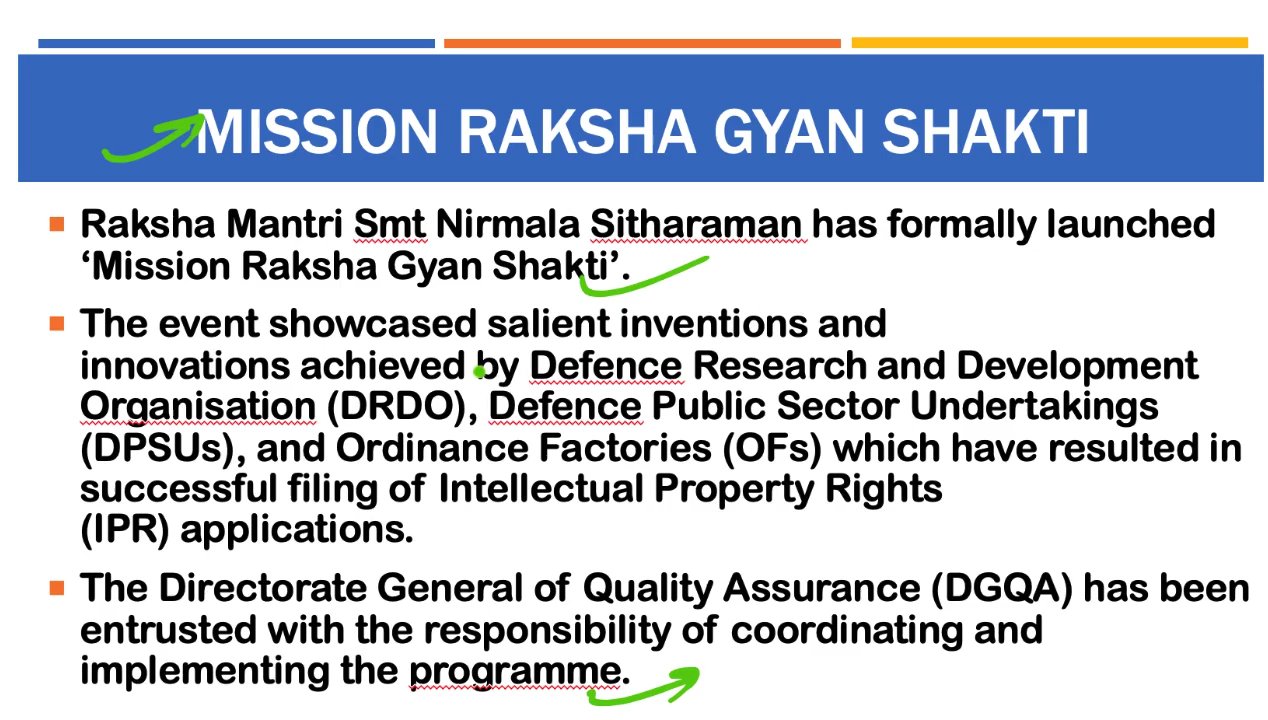 MISSION RAKSHA GYAN SHAKTI
Raksha Mantri Smt Nirmala Sitharaman has formally launched
‘Mission Raksha Gyan Shakti’.
The event showcased salient inventions and
innovations achieved by Defence Research and Development
Organisation (DRDO), Defence Public Sector Undertakings
(DPSUs), and Ordinance Factories (OFs) which have resulted in
successful filing of Intellectual Property Rights
(IPR) applications.
The Directorate General of Quality Assurance (DGQA) has been
entrusted with the responsibility of coordinating and
implementing the programme.